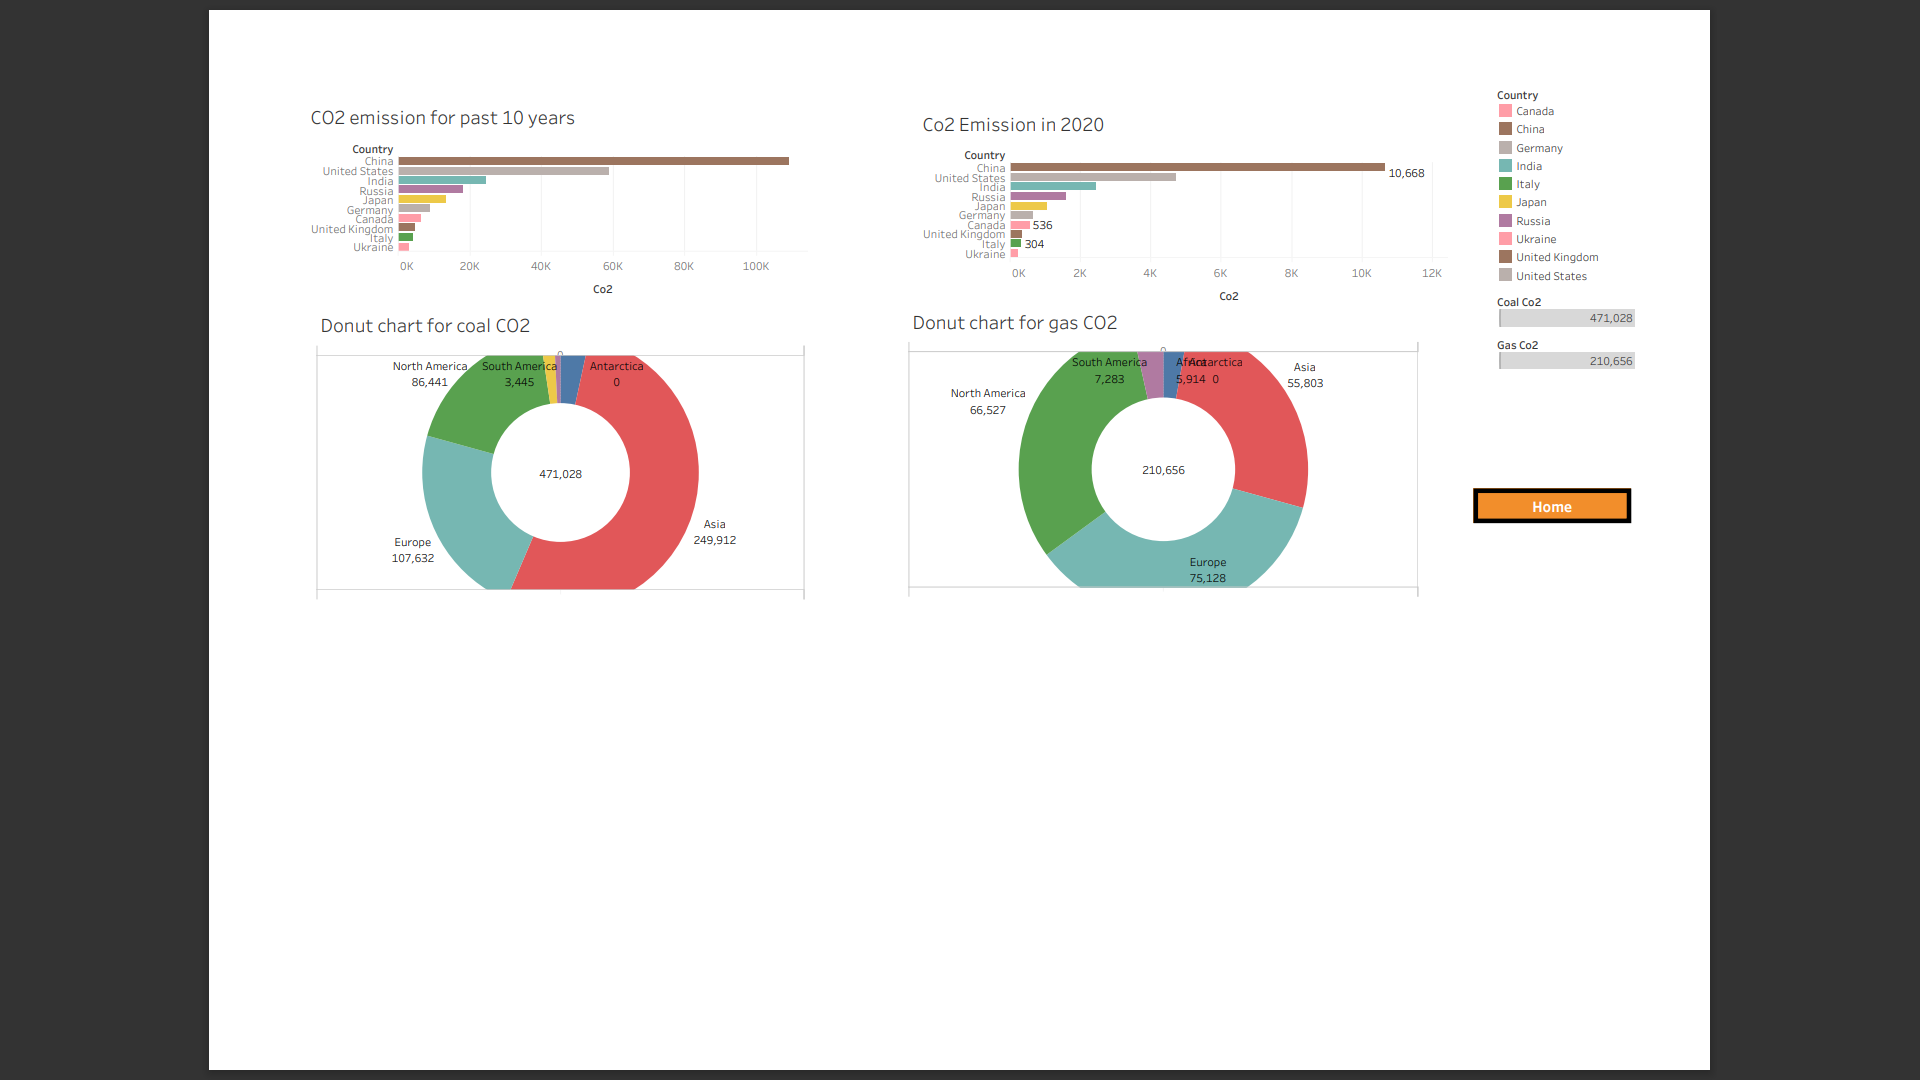 CO2 emission for past 10 years
Country
China
United States
India
Russia
Japan
Germany
Canada
United Kingdom
Italy
Ukraine
0K 20K 40K 60K 80K 100K
Co2
Co2 Emission in 2020
Country
China
United States
India
Russia
Japan
Germany
Canada
United Kingdom
Italy
Ukraine
10,668
536
304
0K 2K 4K 6K 8K 10K 12K
Co2
Country
Canada
China
Germany
India
Italy
Japan
Russia
Ukraine
United Kingdom
United States
Coal Co2
471,028
Gas Co2
210,656
Home
Donut chart for coal CO2
North America
86,441
South America
3,445
Antarctica
0
471,028
Asia
249,912
Europe
107,632
Donut chart for gas CO2
South America
7,283
Africa
5,914
Antarctica
0
Asia
55,803
North America
66,527
210,656
Europe
75,128